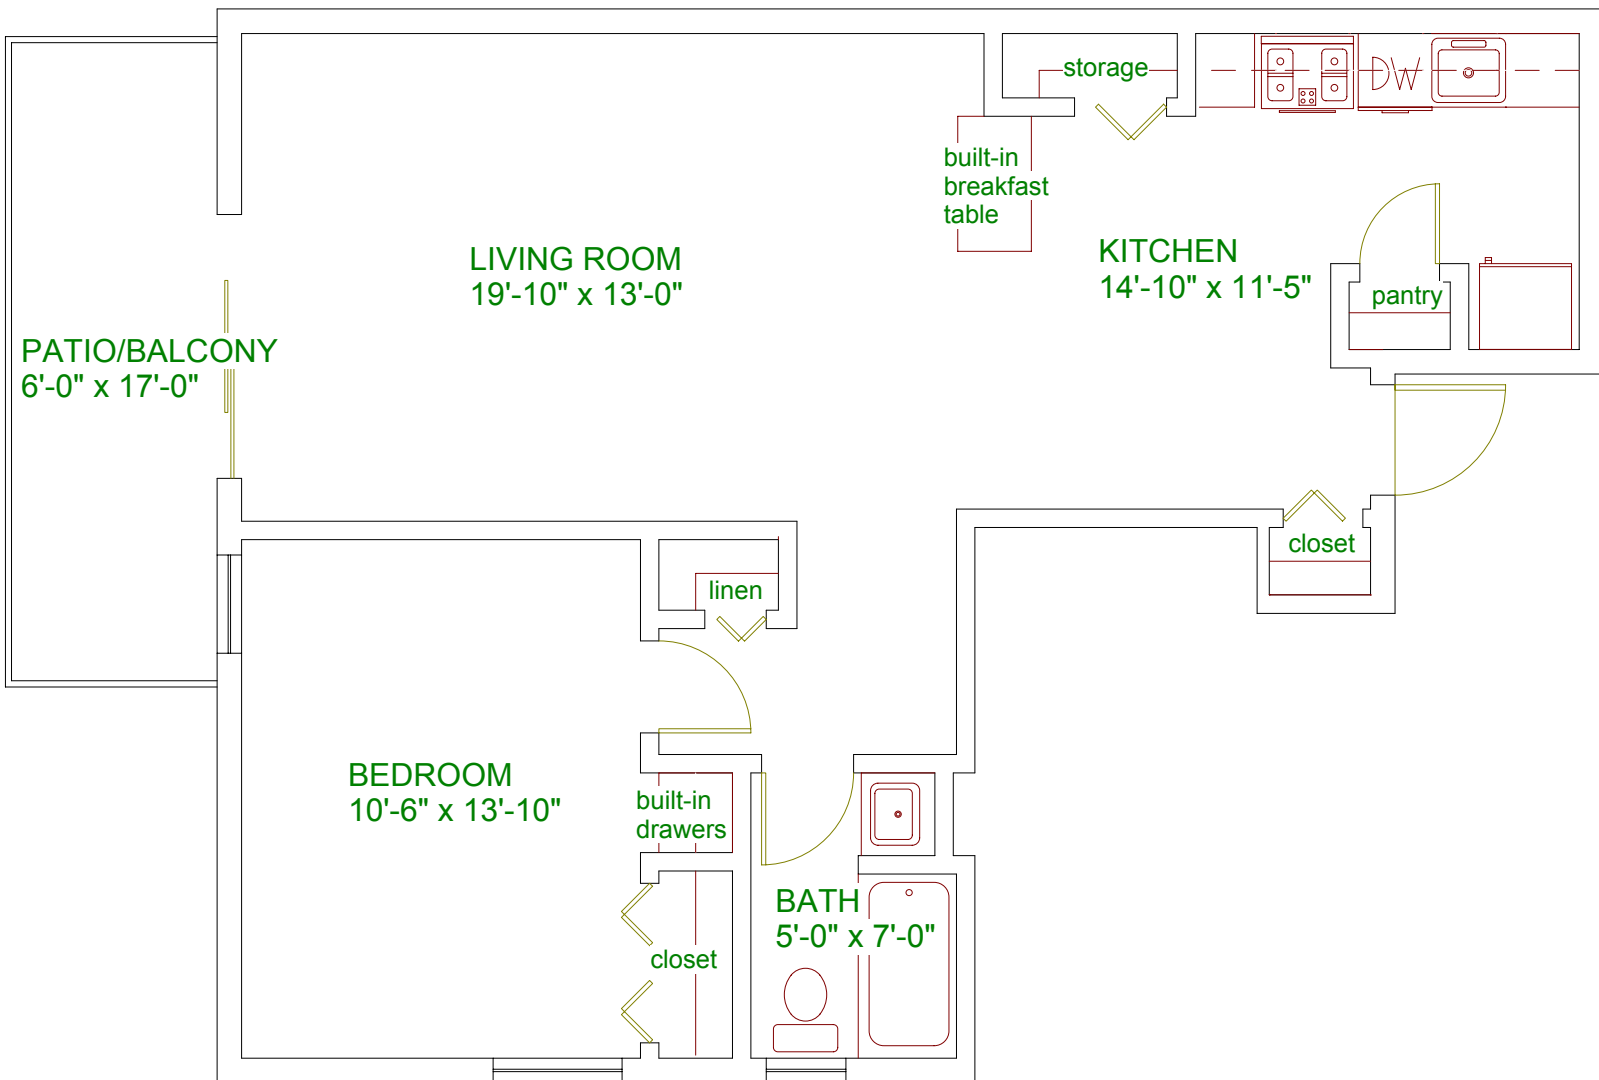 storage
DW
built-in
breakfast
table
LIVING ROOM
19'-10" x 13'-0"
KITCHEN
14'-10" x 11'-5"
pantry
PATIO/BALCONY
6'-0" x 17'-0"
closet
linen
BEDROOM
10'-6" x 13'-10"
built-in
drawers
BATH
5'-0" x 7'-0"
closet